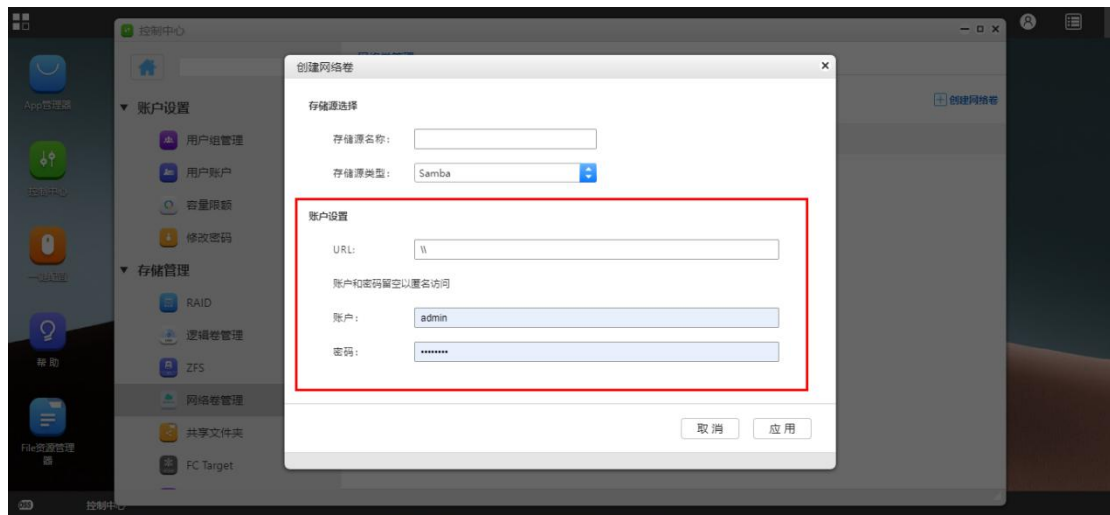 控制中心
创建网络卷
App管理器
账户设置
存储源选择
创建网络卷
用户组管理
存储源名称:
用户账户
存储源类型:
Samba
控制中心
容量限额
账户设置
修改密码
URL:
\\
存储管理
账户和密码留空以匿名访问
RAID
账户:
admin
逻辑卷管理
密码:
••••••••
帮助
ZFS
网络卷管理
取消
应用
共享文件夹
File资源管理
器
FC Target
控制中心